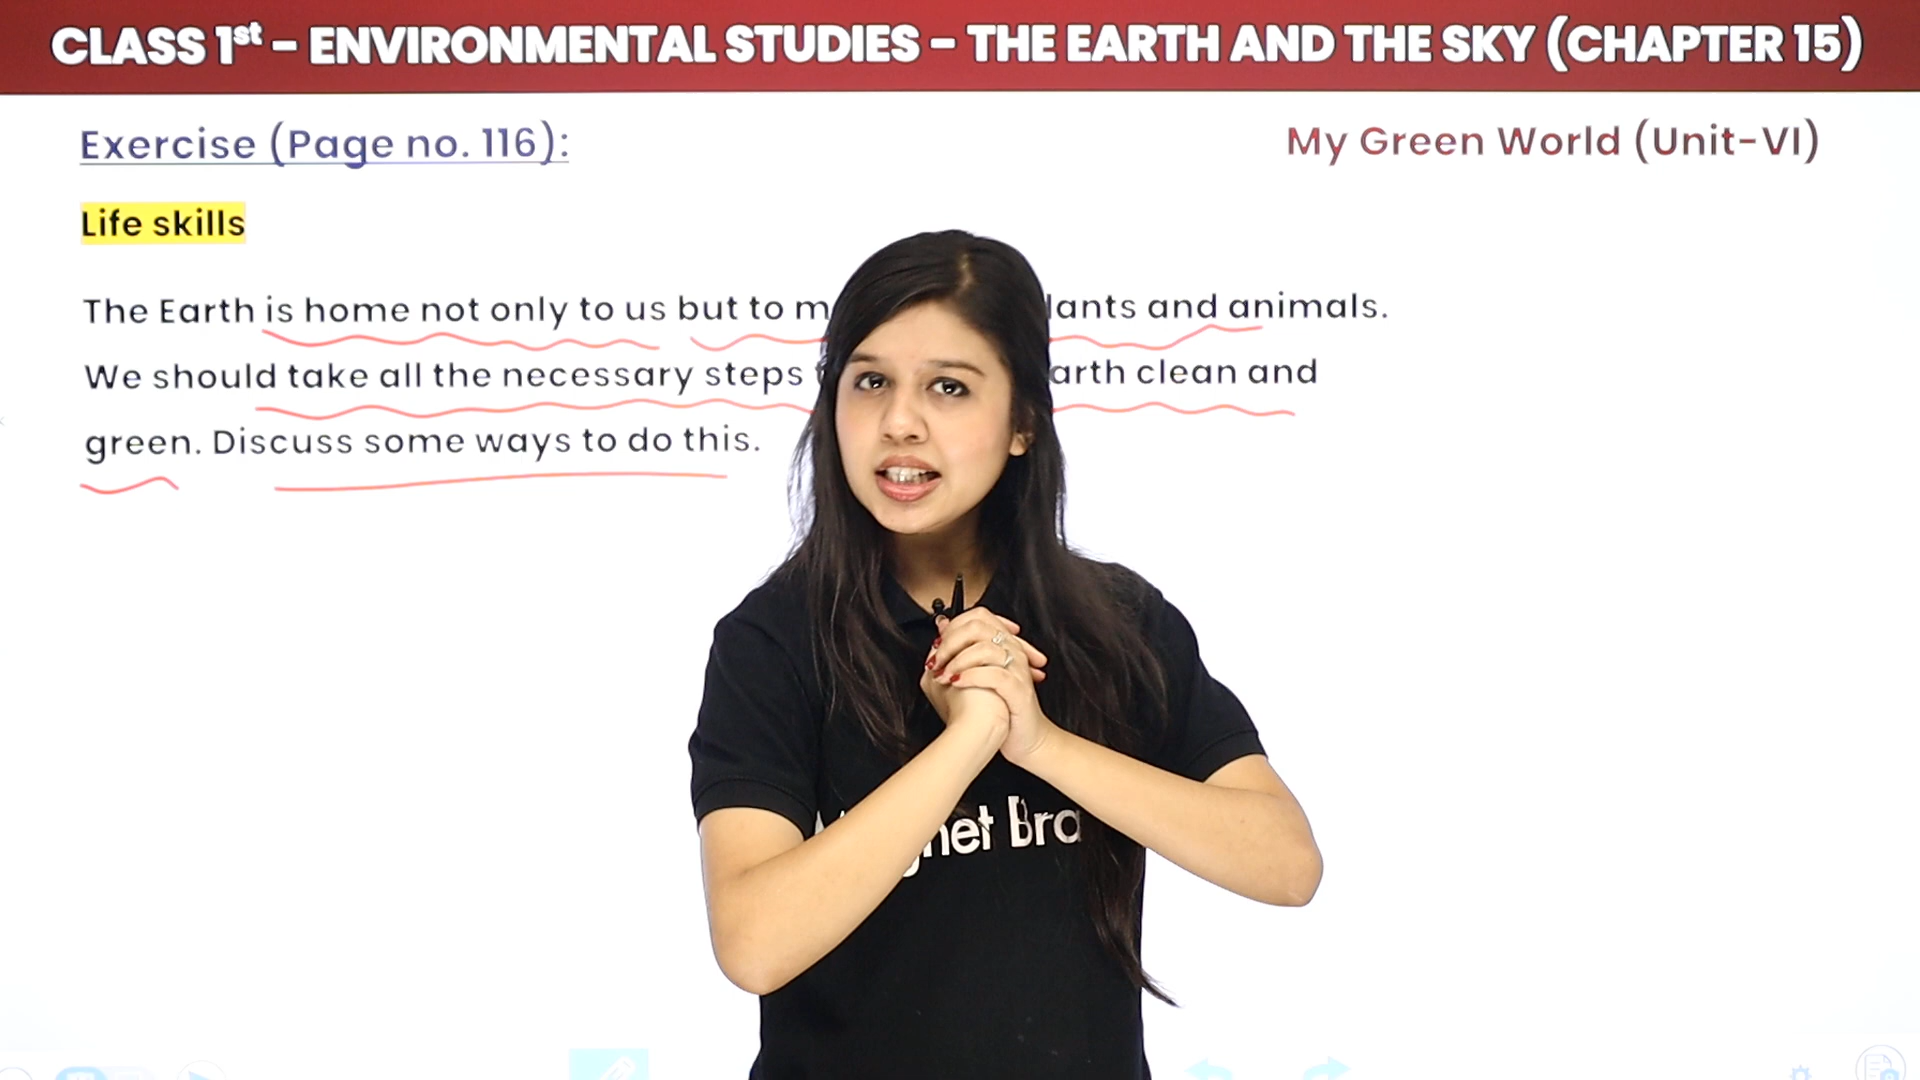 CLASS 1st – ENVIRONMENTAL STUDIES – THE EARTH AND THE SKY (CHAPTER 15)
Exercise (Page no. 116):
My Green World (Unit-VI)
Life skills
The Earth is home not only to us but to m lants and animals.
We should take all the necessary steps arth clean and
green. Discuss some ways to do this.
net Bra